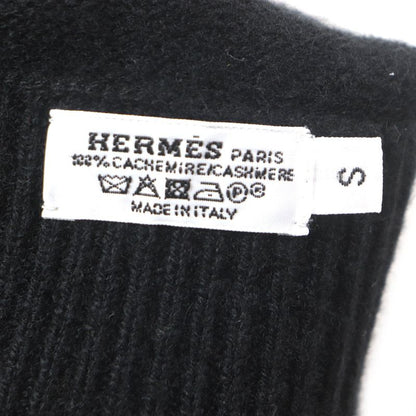 HERMÈS PARIS
100% CACHEMIRE/CASHMERE
P
MADE IN ITALY
S